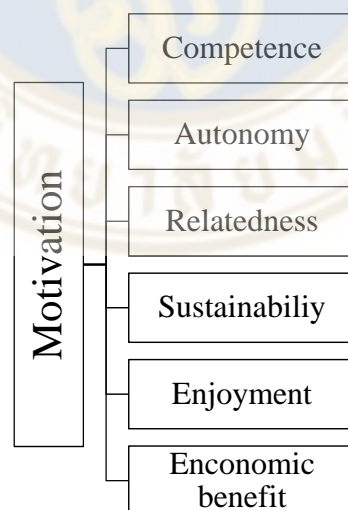 Motivation
Competence
Autonomy
Relatedness
Sustainabiliy
Enjoyment
Enconomic
benefit